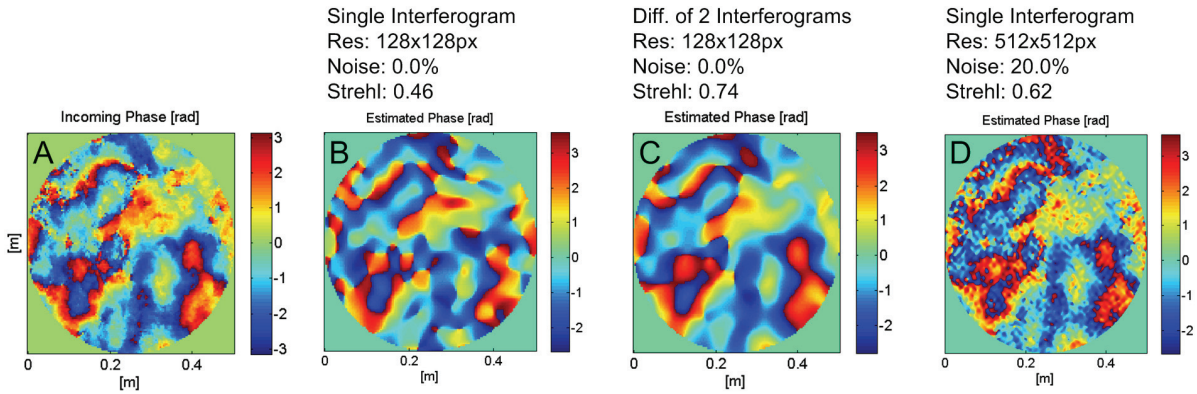 Single Interferogram
Res: 128x128px
Noise: 0.0%
Strehl: 0.46
Diff. of 2 Interferograms
Res: 128x128px
Noise: 0.0%
Strehl: 0.74
Single Interferogram
Res: 512x512px
Noise: 20.0%
Strehl: 0.62
Incoming Phase [rad]
A
[m]
0 0.2 0.4
[m]
3
2
1
0
-1
-2
-3
Estimated Phase [rad]
B
0 0.2 0.4
[m]
3
2
1
0
-1
-2
Estimated Phase [rad]
C
0 0.2 0.4
[m]
3
2
1
0
-1
-2
Estimated Phase [rad]
D
0 0.2 0.4
[m]
3
2
1
0
-1
-2